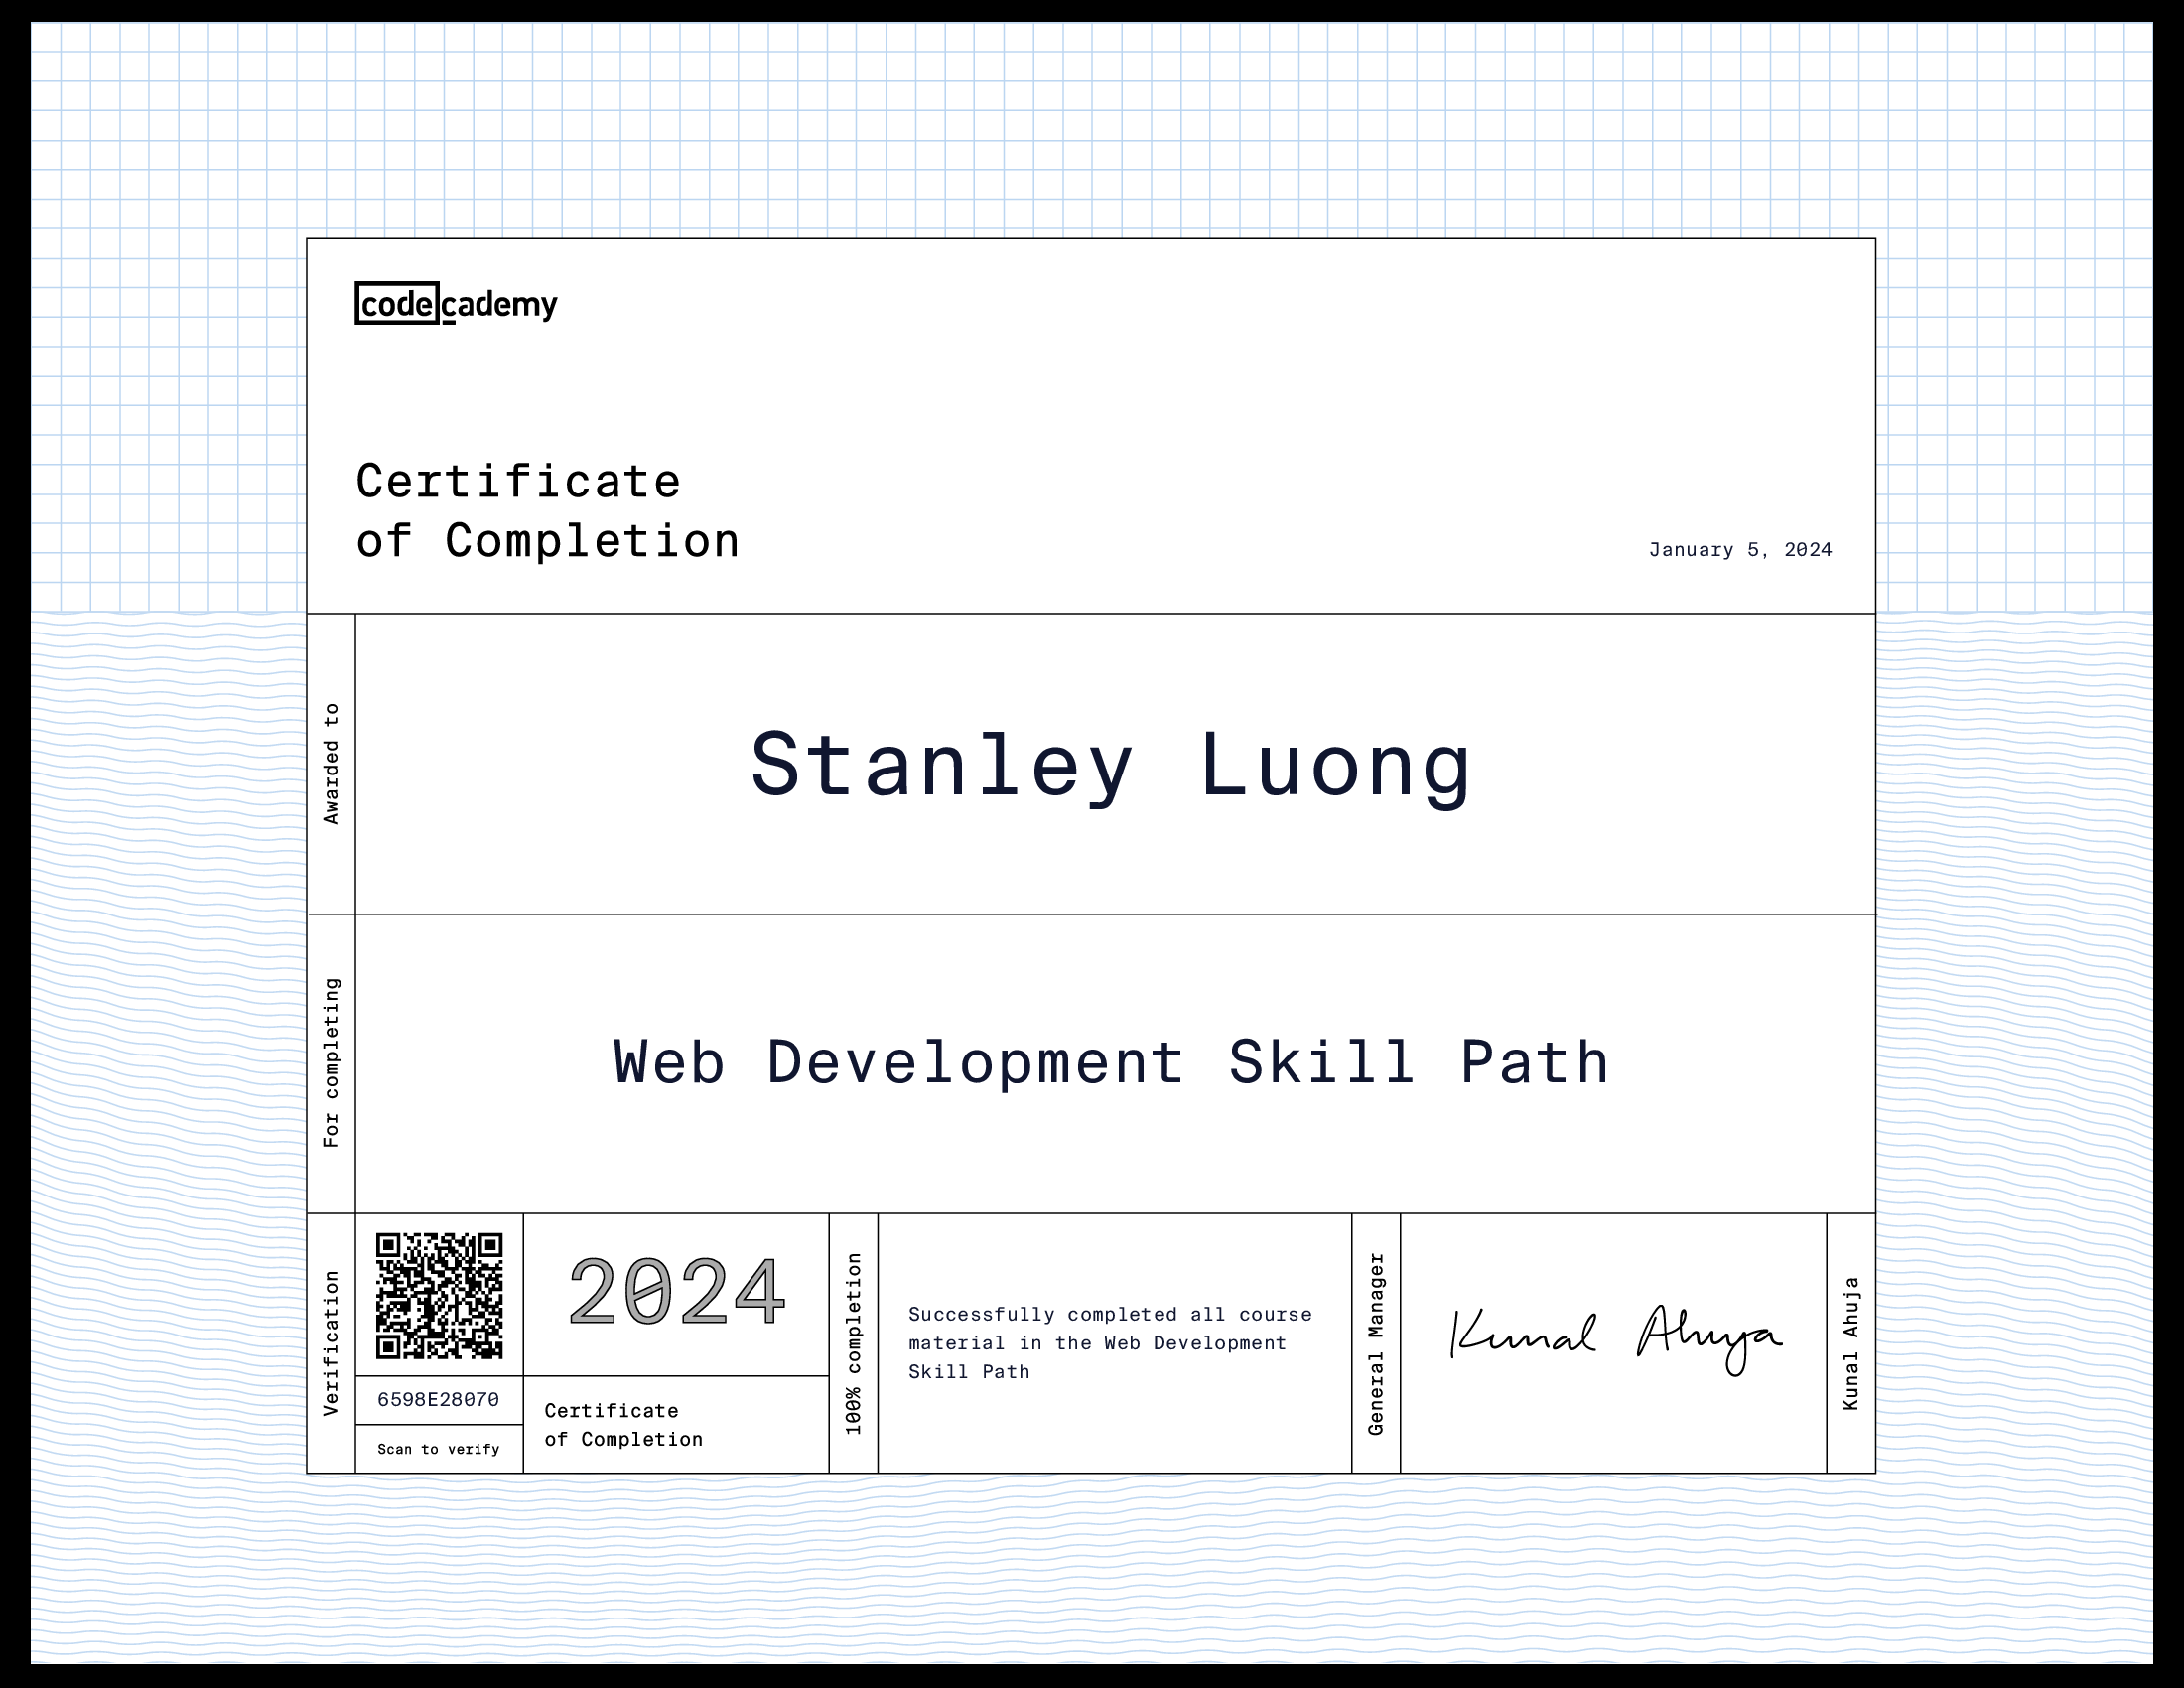 codecademy
Certificate
of Completion
January 5, 2024
Awarded to
Stanley Luong
For completing
Web Development Skill Path
Verification
6598E28070
Scan to verify
2024
Certificate
of Completion
100% completion
Successfully completed all course
material in the Web Development
Skill Path
General Manager
Kunal Ahuja
Kunal Ahuja